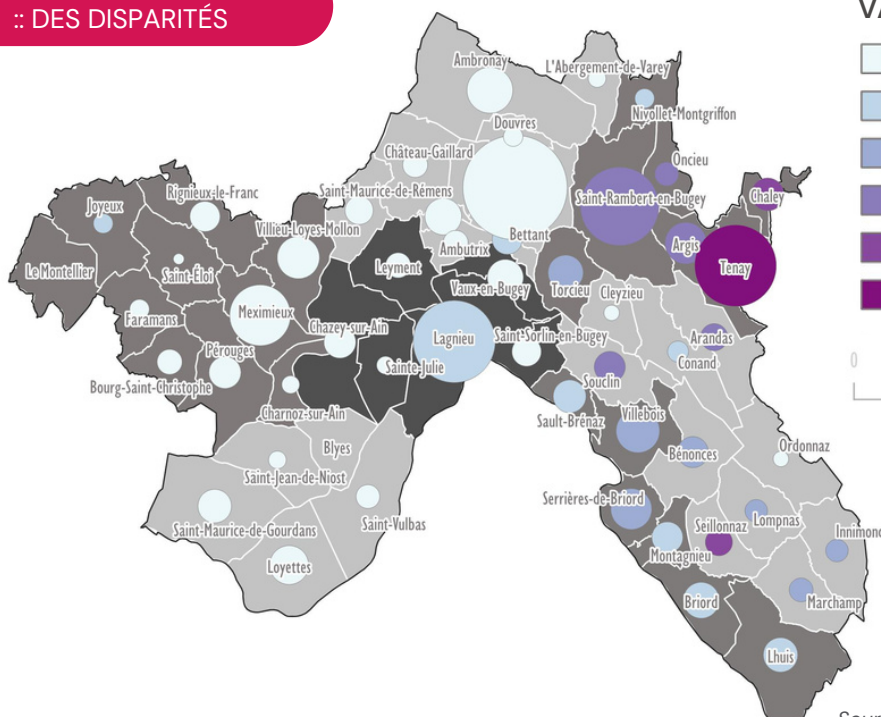 :: DES DISPARITÉS
VA
Ambronay
L'Abergement-de-Varey
Nivollet-Montgriffon
Douvres
Château-Gaillard
Oncieu
Rignieux-le-Franc
Saint-Maurice-de-Rémens
Saint-Rambert-en-Bugey
Chaley
Joyeux
Villieu-Loyes-Mollon
Bettant
Ambutrix
Argis
Le Montellier
Saint-Éloi
Leyment
Tenay
Vaux-en-Bugey
Torcieu
Cleyzieu
Faramans
Meximieux
Chazey-sur-Ain
Lagnieu
Saint-Sorlin-en-Bugey
Arandas
Pérouges
Sainte-Julie
Conand
0
Bourg-Saint-Christophe
Souclin
Charnoz-sur-Ain
Sault-Brénaz
Villebois
Blyes
Ordonnaz
Bénonces
Saint-Jean-de-Niost
Serrières-de-Briord
Saint-Maurice-de-Gourdans
Saint-Vulbas
Seillonnaz
Lompnas
Innimond
Montagnieu
Loyettes
Briord
Marchamp
Lhuis
Sour